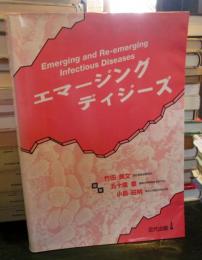 Emerging and Re-emerging
Infectious Diseases
エマージング
ディジーズ
竹田 美文
五十嵐 章
小島 荘明
近代出版